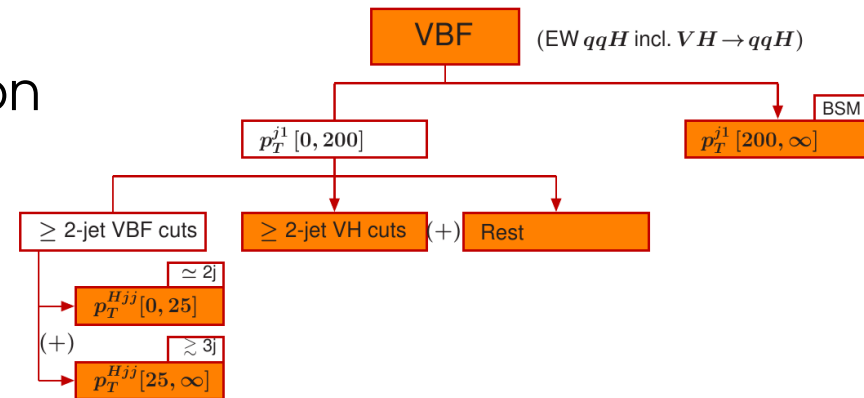 VBF
(EW qqH incl. VH → qqH)
on
BSM
p_T^{j1} [0, 200]
p_T^{j1} [200, ∞]
≥ 2-jet VBF cuts
≥ 2-jet VH cuts
(+)
Rest
≃ 2j
p_T^{Hjj} [0, 25]
(+)
≳ 3j
p_T^{Hjj} [25, ∞]